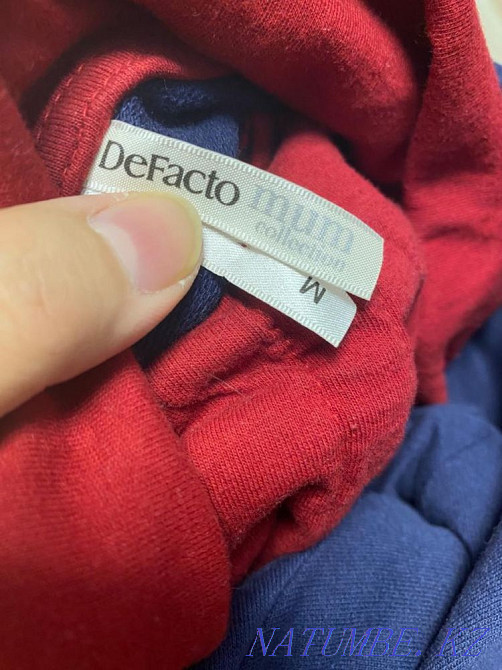 DeFacto mum
collection
M
NATUMBE. KZ